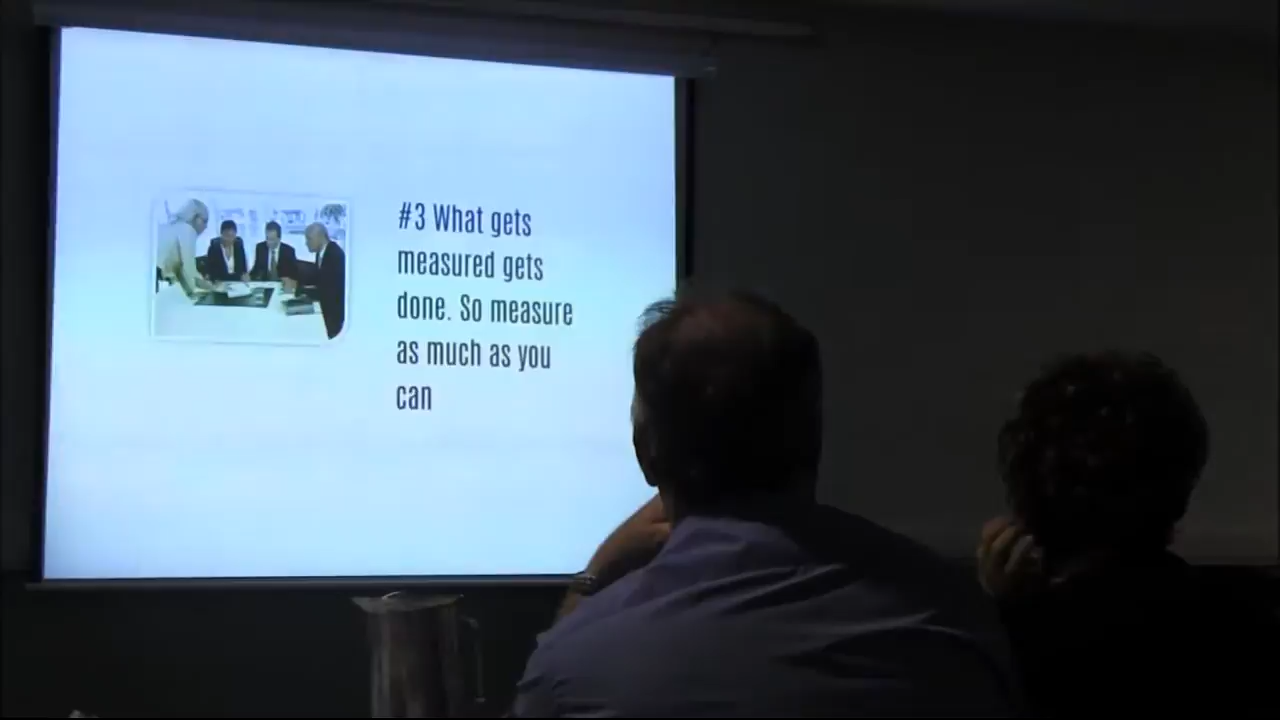 #3 What gets
measured gets
done. So measure
as much as you
can